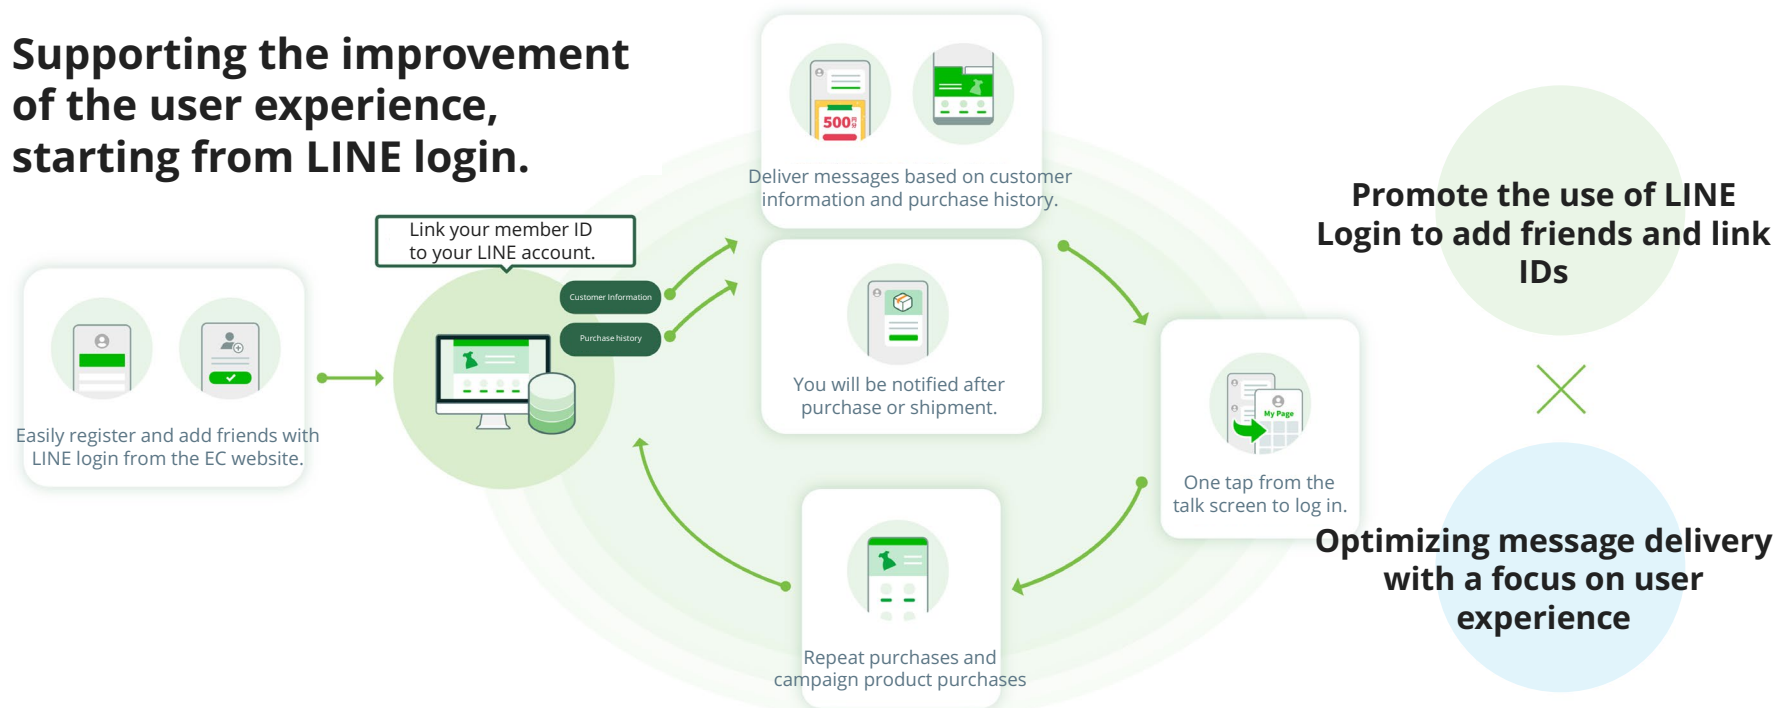 Supporting the improvement
of the user experience,
starting from LINE login.
Easily register and add friends with
LINE login from the EC website.
Link your member ID
to your LINE account.
Customer Information
Purchase history
500
Deliver messages based on customer
information and purchase history.
You will be notified after
purchase or shipment.
My Page
One tap from the
talk screen to log in.
Repeat purchases and
campaign product purchases
Promote the use of LINE
Login to add friends and link
IDs
Optimizing message delivery
with a focus on user
experience